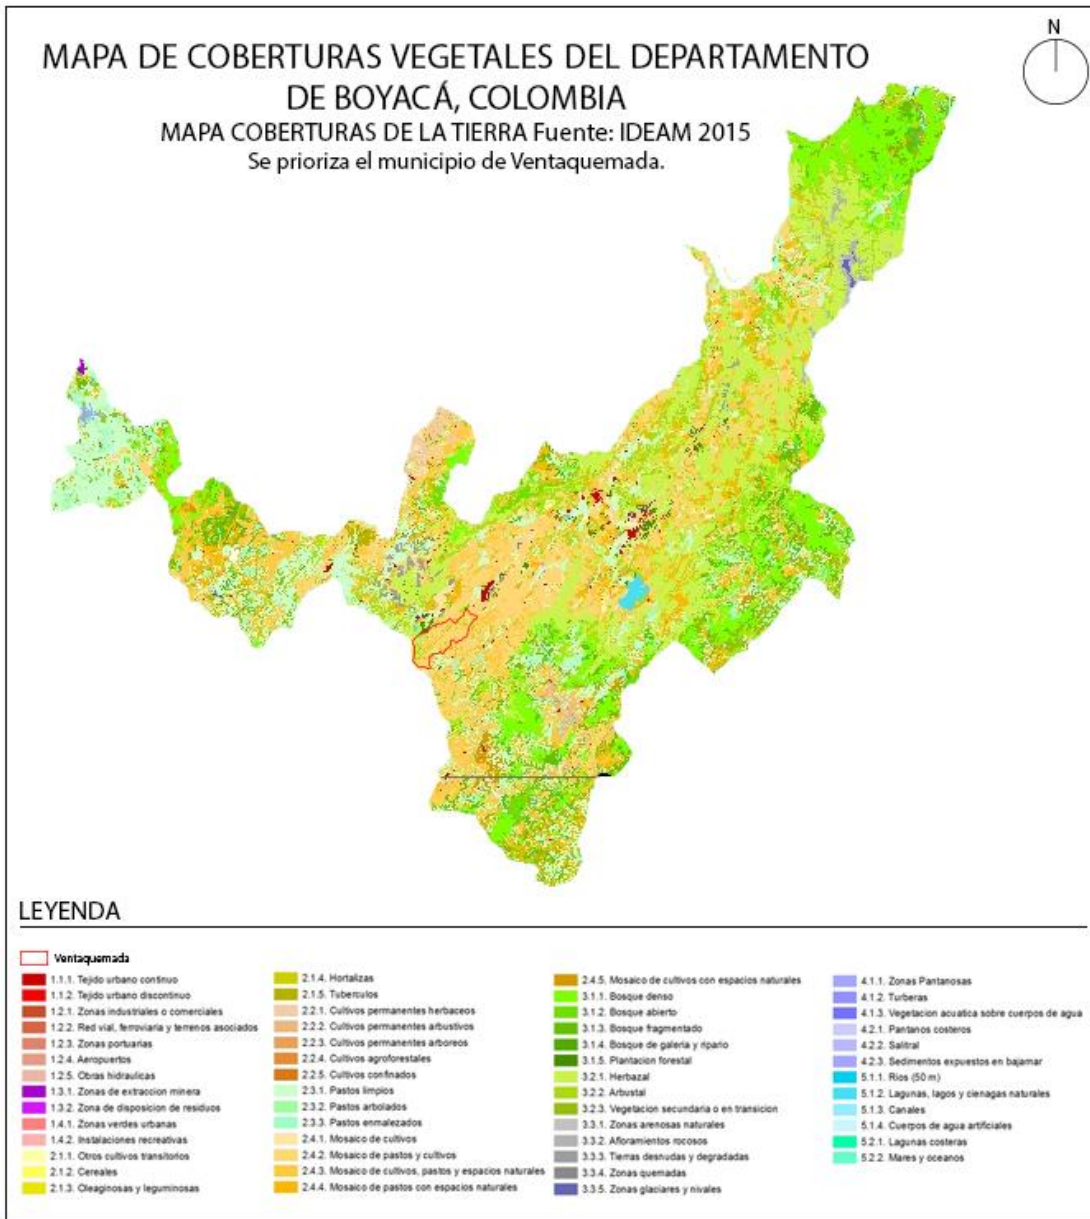 N
MAPA DE COBERTURAS VEGETALES DEL DEPARTAMENTO
DE BOYACÁ, COLOMBIA
MAPA COBERTURAS DE LA TIERRA Fuente: IDEAM 2015
Se prioriza el municipio de Ventaquemada.
LEYENDA
Ventaquemada
1.1.1. Tejido urbano continuo
1.1.2. Tejido urbano discontinuo
1.2.1. Zonas industriales o comerciales
1.2.2. Red vial, ferroviaria y terrenos asociados
1.2.3. Zonas portuarias
1.2.4. Aeropuertos
1.2.5. Obras hidraulicas
1.3.1. Zonas de extraccion minera
1.3.2. Zona de disposicion de residuos
1.4.1. Zonas verdes urbanas
1.4.2. Instalaciones recreativas
2.1.1. Otros cultivos transitorios
2.1.2. Cereales
2.1.3. Oleaginosas y leguminosas
2.1.4. Hortalizas
2.1.5. Tuberculos
2.2.1. Cultivos permanentes herbaceos
2.2.2. Cultivos permanentes arbustivos
2.2.3. Cultivos permanentes arboreos
2.2.4. Cultivos agroforestales
2.2.5. Cultivos confinados
2.3.1. Pastos limpios
2.3.2. Pastos arbolados
2.3.3. Pastos enmalezados
2.4.1. Mosaico de cultivos
2.4.2. Mosaico de pastos y cultivos
2.4.3. Mosaico de cultivos, pastos y espacios naturales
2.4.4. Mosaico de pastos con espacios naturales
2.4.5. Mosaico de cultivos con espacios naturales
3.1.1. Bosque denso
3.1.2. Bosque abierto
3.1.3. Bosque fragmentado
3.1.4. Bosque de galeria y ripario
3.1.5. Plantacion forestal
3.2.1. Herbazal
3.2.2. Arbustal
3.2.3. Vegetacion secundaria o en transicion
3.3.1. Zonas arenosas naturales
3.3.2. Afloramientos rocosos
3.3.3. Tierras desnudas y degradadas
3.3.4. Zonas quemadas
3.3.5. Zonas glaciares y nivales
4.1.1. Zonas Pantanosas
4.1.2. Turberas
4.1.3. Vegetacion acuatica sobre cuerpos de agua
4.2.1. Pantanos costeros
4.2.2. Salitral
4.2.3. Sedimentos expuestos en bajamar
5.1.1. Rios (50 m)
5.1.2. Lagunas, lagos y cienagas naturales
5.1.3. Canales
5.1.4. Cuerpos de agua artificiales
5.2.1. Lagunas costeras
5.2.2. Mares y oceanos